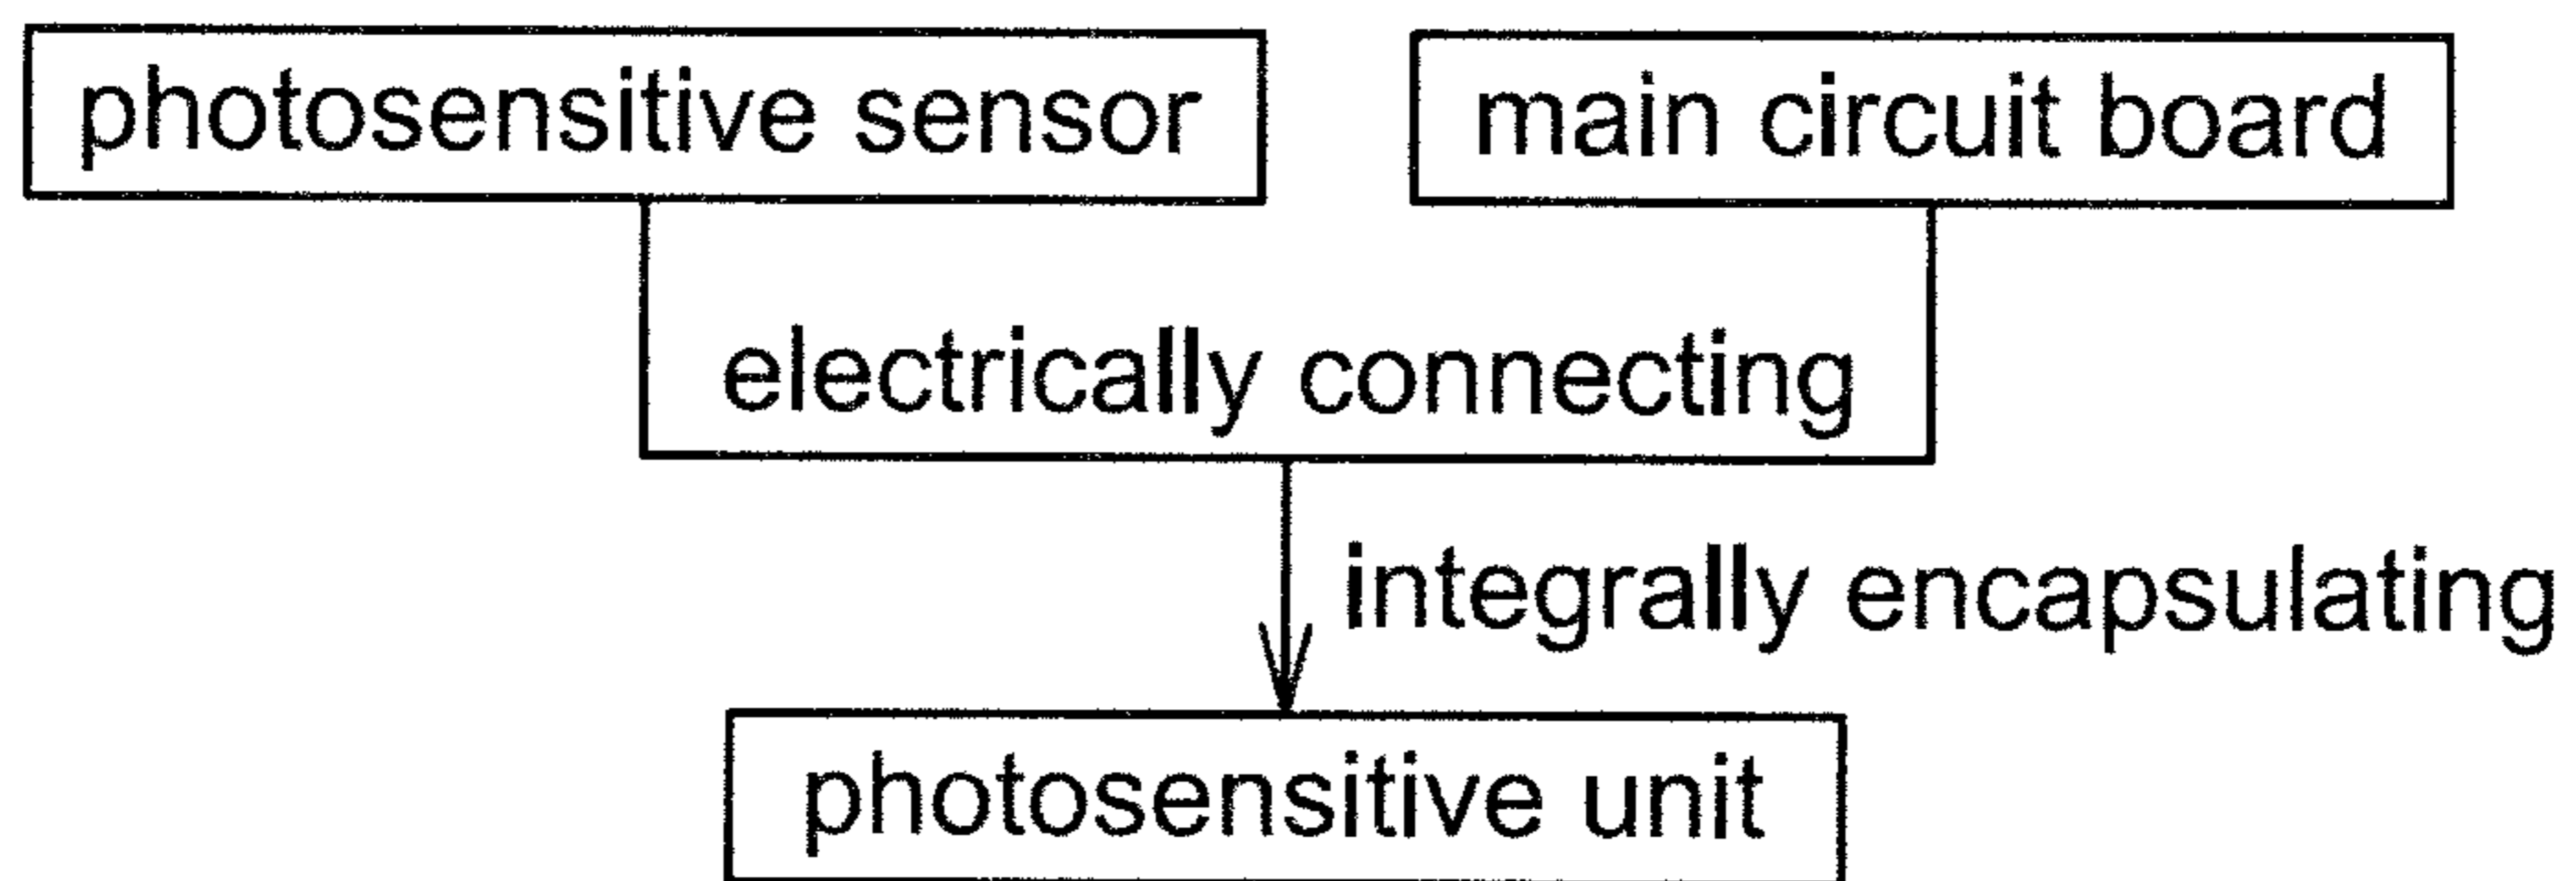 photosensitive sensor
main circuit board
electrically connecting
integrally encapsulating
photosensitive unit